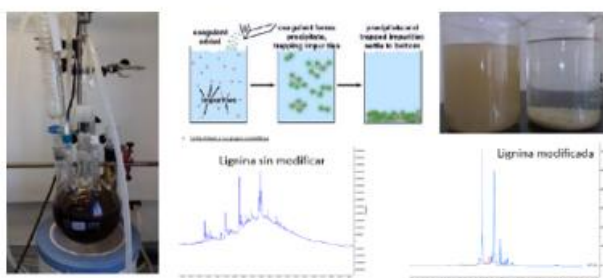 coagulant
added
impurities
coagulant forms
precipitate,
trapping impurities
precipitate and
trapped impurities
settle to bottom
Lignina sin modificar
Lignina modificada